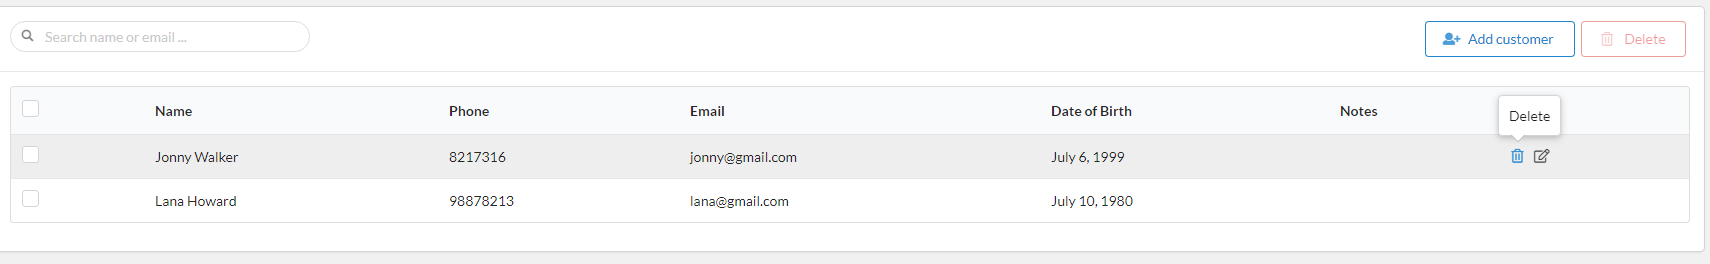 Search name or email ...
Add customer
Delete
Name Phone Email Date of Birth Notes
Delete
Jonny Walker 8217316 jonny@gmail.com July 6, 1999
Lana Howard 98878213 lana@gmail.com July 10, 1980